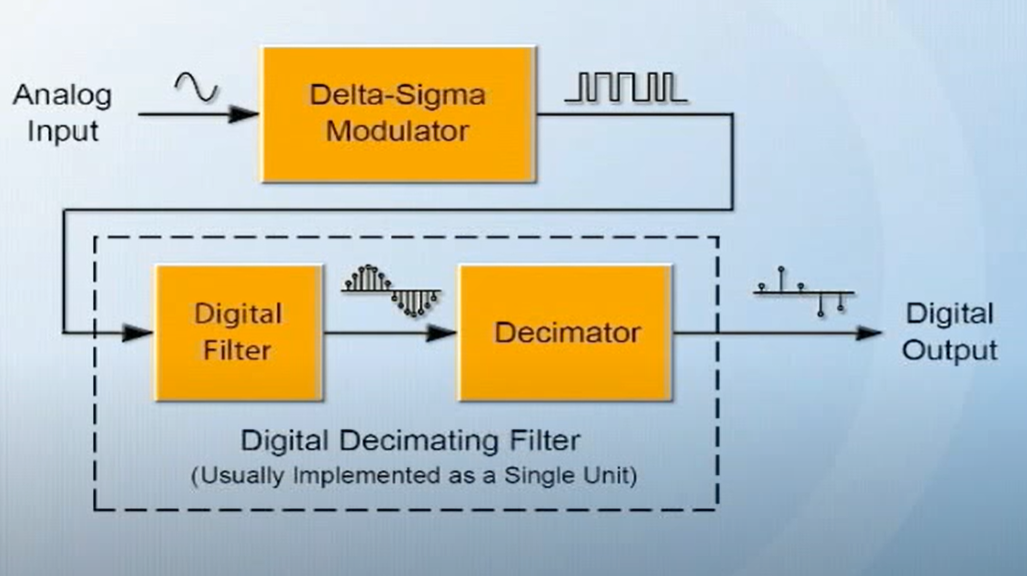 Analog
Input
Delta-Sigma
Modulator
Digital
Filter
Decimator
Digital
Output
Digital Decimating Filter
(Usually Implemented as a Single Unit)